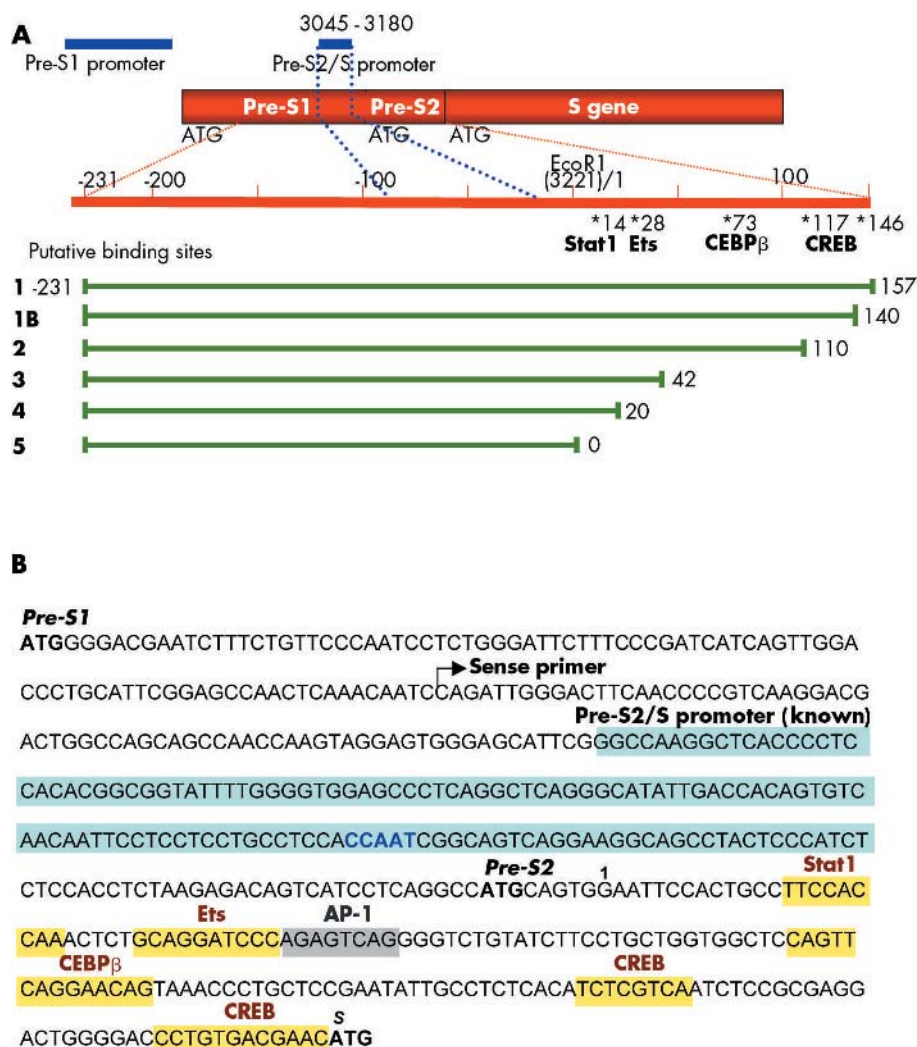 A
3045 - 3180
Pre-S1 promoter
Pre-S2/S promoter
Pre-S1 Pre-S2 S gene
ATG ATG ATG
EcoR1
-231 -200 -100 (3221)/1 100
*14 *28 *73 *117 *146
Stat1 Ets CEBPβ CREB
Putative binding sites
1 -231 157
1B 140
2 110
3 42
4 20
5 0
B
Pre-S1
ATGGGGACGAATCTTTCTGTTCCCAATCCTCTGGGATTCTTTCCCGATCATCAGTTGGA
Sense primer
CCCTGCATTCGGAGCCAACTCAAACAATCCAGATTGGGACTTCAACCCCGTCAAGGACG
Pre-S2/S promoter (known)
ACTGGCCAGCAGCCAACCAAGTAGGAGTGGGAGCATTCGGGCCAAGGCTCACCCCTC
CACACGGCGGTATTTTGGGGTGGAGCCCTCAGGCTCAGGGCATATTGACCACAGTGTC
AACAATTCCTCCTCCTGCCTCCACCAATCGGCAGTCAGGAAGGCAGCCTACTCCCATCT
Pre-S2 1 Stat1
CTCCACCTCTAAGAGACAGTCATCCTCAGGCCATGCAGTGGAATTCCACTGCCTTCCAC
Ets AP-1
CAAACTCTGCAGGATCCCAGAGTCAGGGGTCTGTATCTTCCTGCTGGTGGCTCCAGTT
CEBPβ CREB
CAGGAACAGTAAACCCTGCTCCGAATATTGCCTCTCACATCTCGTCAATCTCCGCGAGG
CREB S
ACTGGGGACCCTGTGACGAACATG